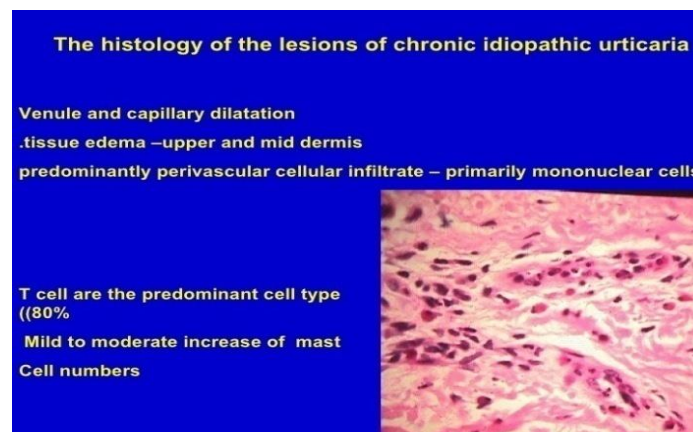 The histology of the lesions of chronic idiopathic urticaria
Venule and capillary dilatation
.tissue edema –upper and mid dermis
predominantly perivascular cellular infiltrate – primarily mononuclear cells
T cell are the predominant cell type
((80%
Mild to moderate increase of mast
Cell numbers